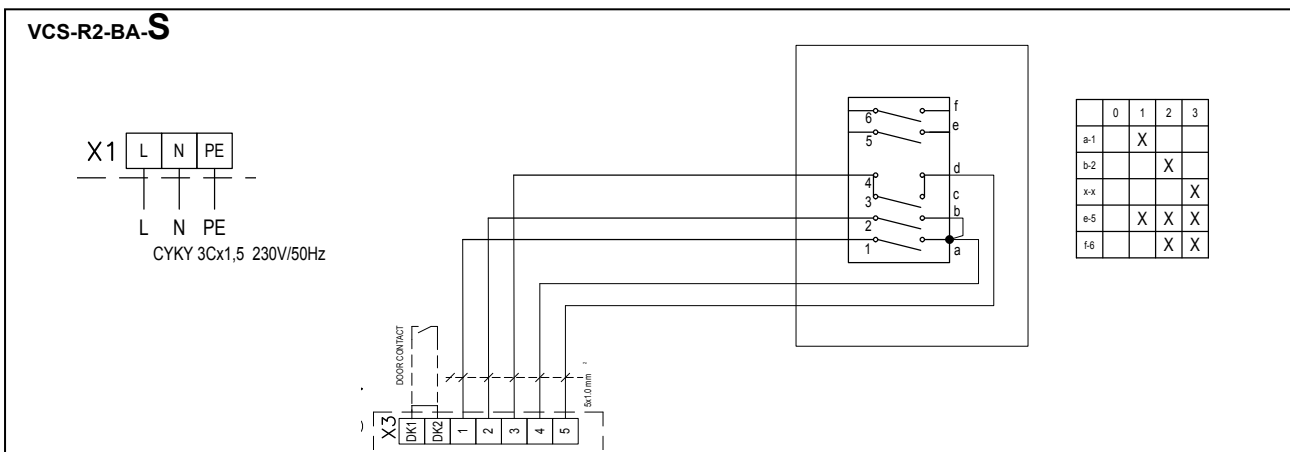 VCS-R2-BA-S
X1 L N PE
L N PE
CYKY 3Cx1,5 230V/50Hz
6 f
5 e
4 d
3 c
2 b
1 a
0 1 2 3
a-1 X
b-2 X
x-x X
e-5 X X X
f-6 X X
DOOR CONTACT
5x1.0 mm ²
X3 DK1 DK2 1 2 3 4 5